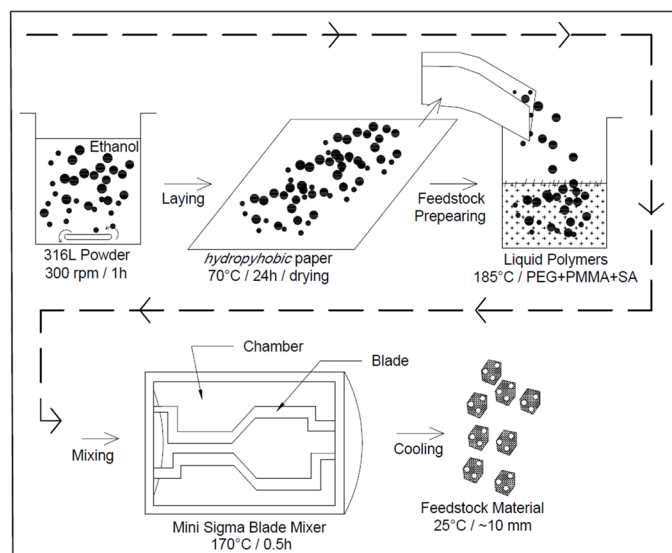 Ethanol
316L Powder
300 rpm / 1h
Laying
hydropyhobic paper
70°C / 24h / drying
Feedstock
Prepearing
Liquid Polymers
185°C / PEG+PMMA+SA
Mixing
Chamber
Blade
Mini Sigma Blade Mixer
170°C / 0.5h
Cooling
Feedstock Material
25°C / ~10 mm